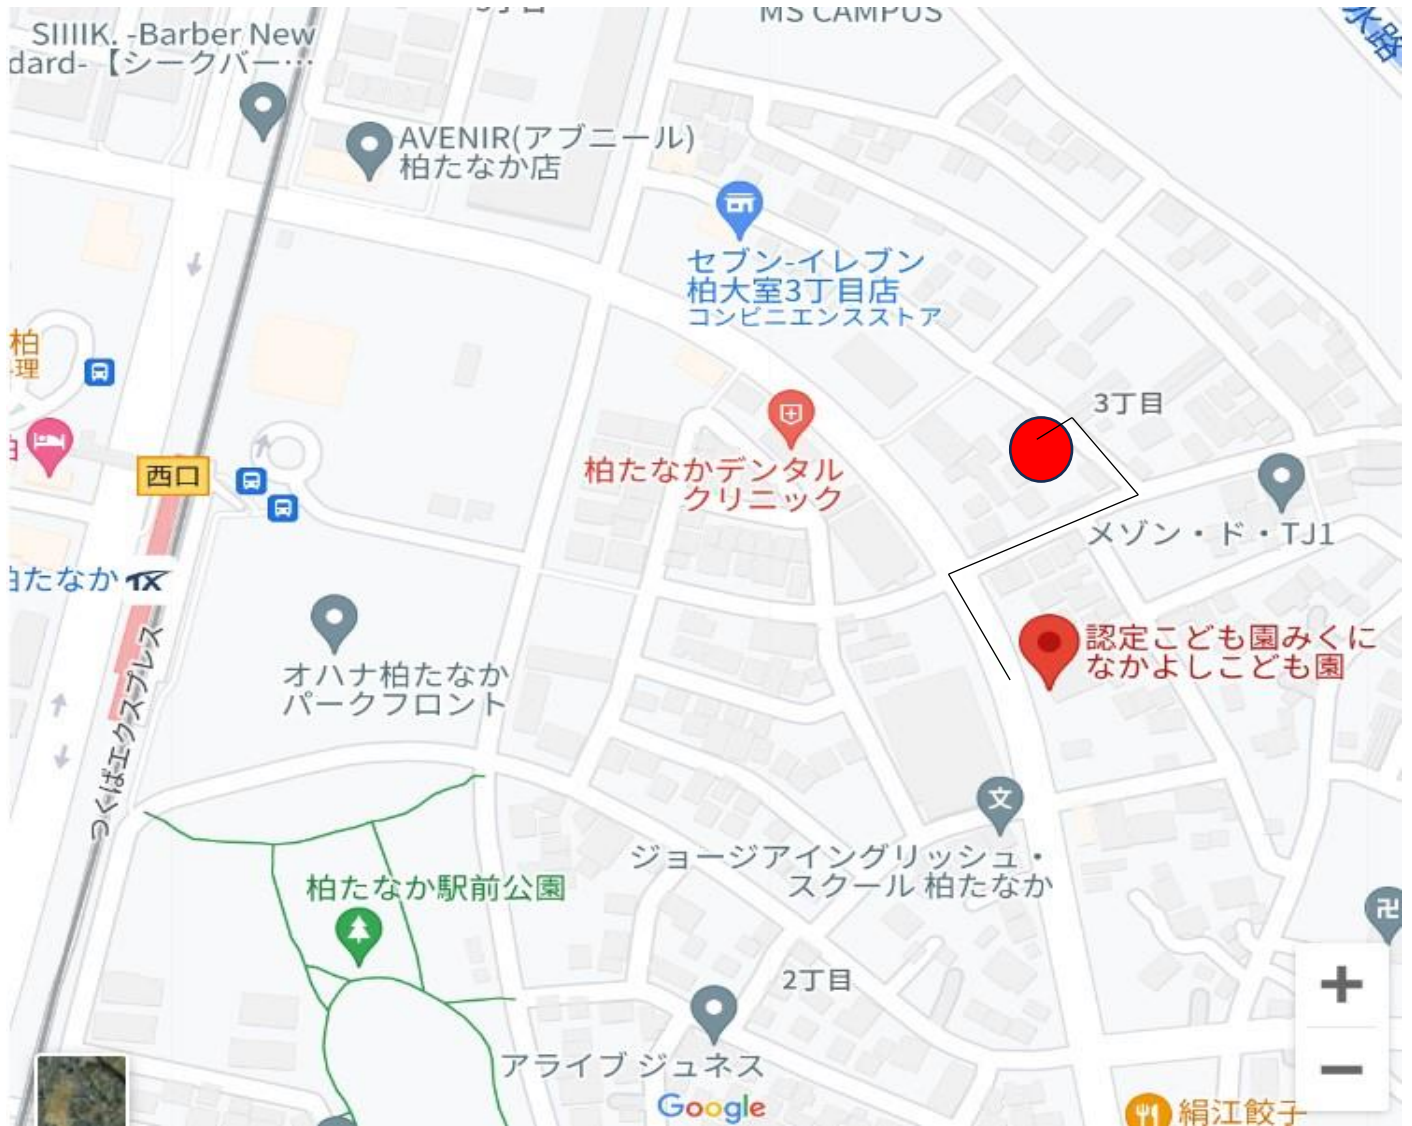 MS CAMPUS
SIIIIK. -Barber New
dard-【シークバー…
水路
AVENIR(アブニール)
柏たなか店
セブン-イレブン
柏大室3丁目店
コンビニエンスストア
柏
理
3丁目
柏たなかデンタル
クリニック
西口
メゾン・ド・TJ1
たなか TX
認定こども園みくに
なかよしこども園
オハナ柏たなか
パークフロント
つくばエクスプレス
文
ジョージアイングリッシュ・
スクール 柏たなか
柏たなか駅前公園
卍
2丁目
アライブ ジュネス
Google
絹江餃子